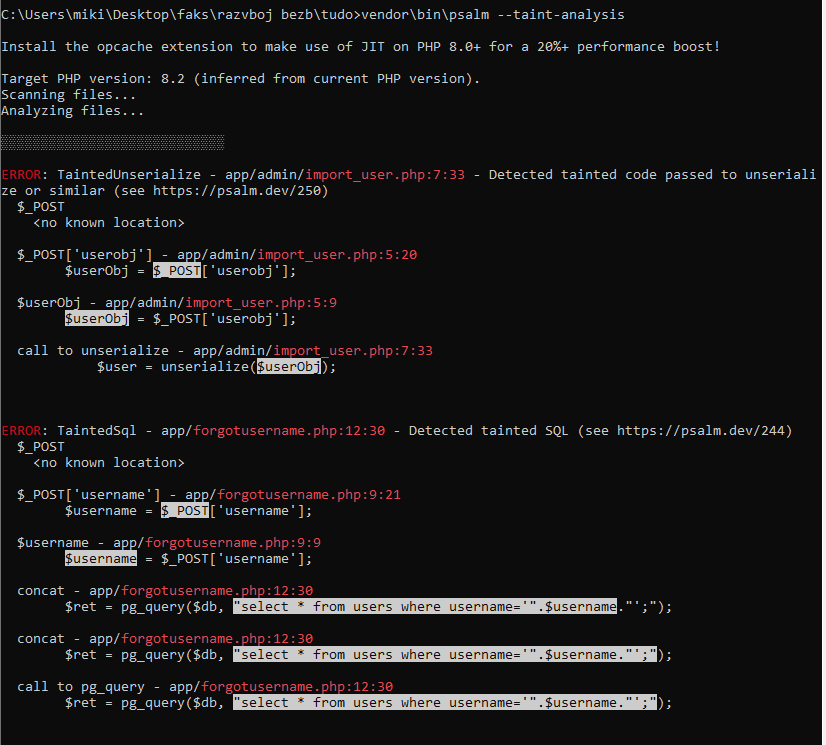 C:\Users\miki\Desktop\faks\razvboj bezb\tudo>vendor\bin\psalm --taint-analysis
Install the opcache extension to make use of JIT on PHP 8.0+ for a 20%+ performance boost!
Target PHP version: 8.2 (inferred from current PHP version).
Scanning files...
Analyzing files...
ERROR: TaintedUnserialize - app/admin/import_user.php:7:33 - Detected tainted code passed to unseriali
ze or similar (see https://psalm.dev/250)
$_POST
<no known location>
$_POST['userobj'] - app/admin/import_user.php:5:20
$userObj = $_POST['userobj'];
$userObj - app/admin/import_user.php:5:9
$userObj = $_POST['userobj'];
call to unserialize - app/admin/import_user.php:7:33
$user = unserialize($userObj);
ERROR: TaintedSql - app/forgotusername.php:12:30 - Detected tainted SQL (see https://psalm.dev/244)
$_POST
<no known location>
$_POST['username'] - app/forgotusername.php:9:21
$username = $_POST['username'];
$username - app/forgotusername.php:9:9
$username = $_POST['username'];
concat - app/forgotusername.php:12:30
$ret = pg_query($db, "select * from users where username='".$username."';");
concat - app/forgotusername.php:12:30
$ret = pg_query($db, "select * from users where username='".$username."';");
call to pg_query - app/forgotusername.php:12:30
$ret = pg_query($db, "select * from users where username='".$username."';");